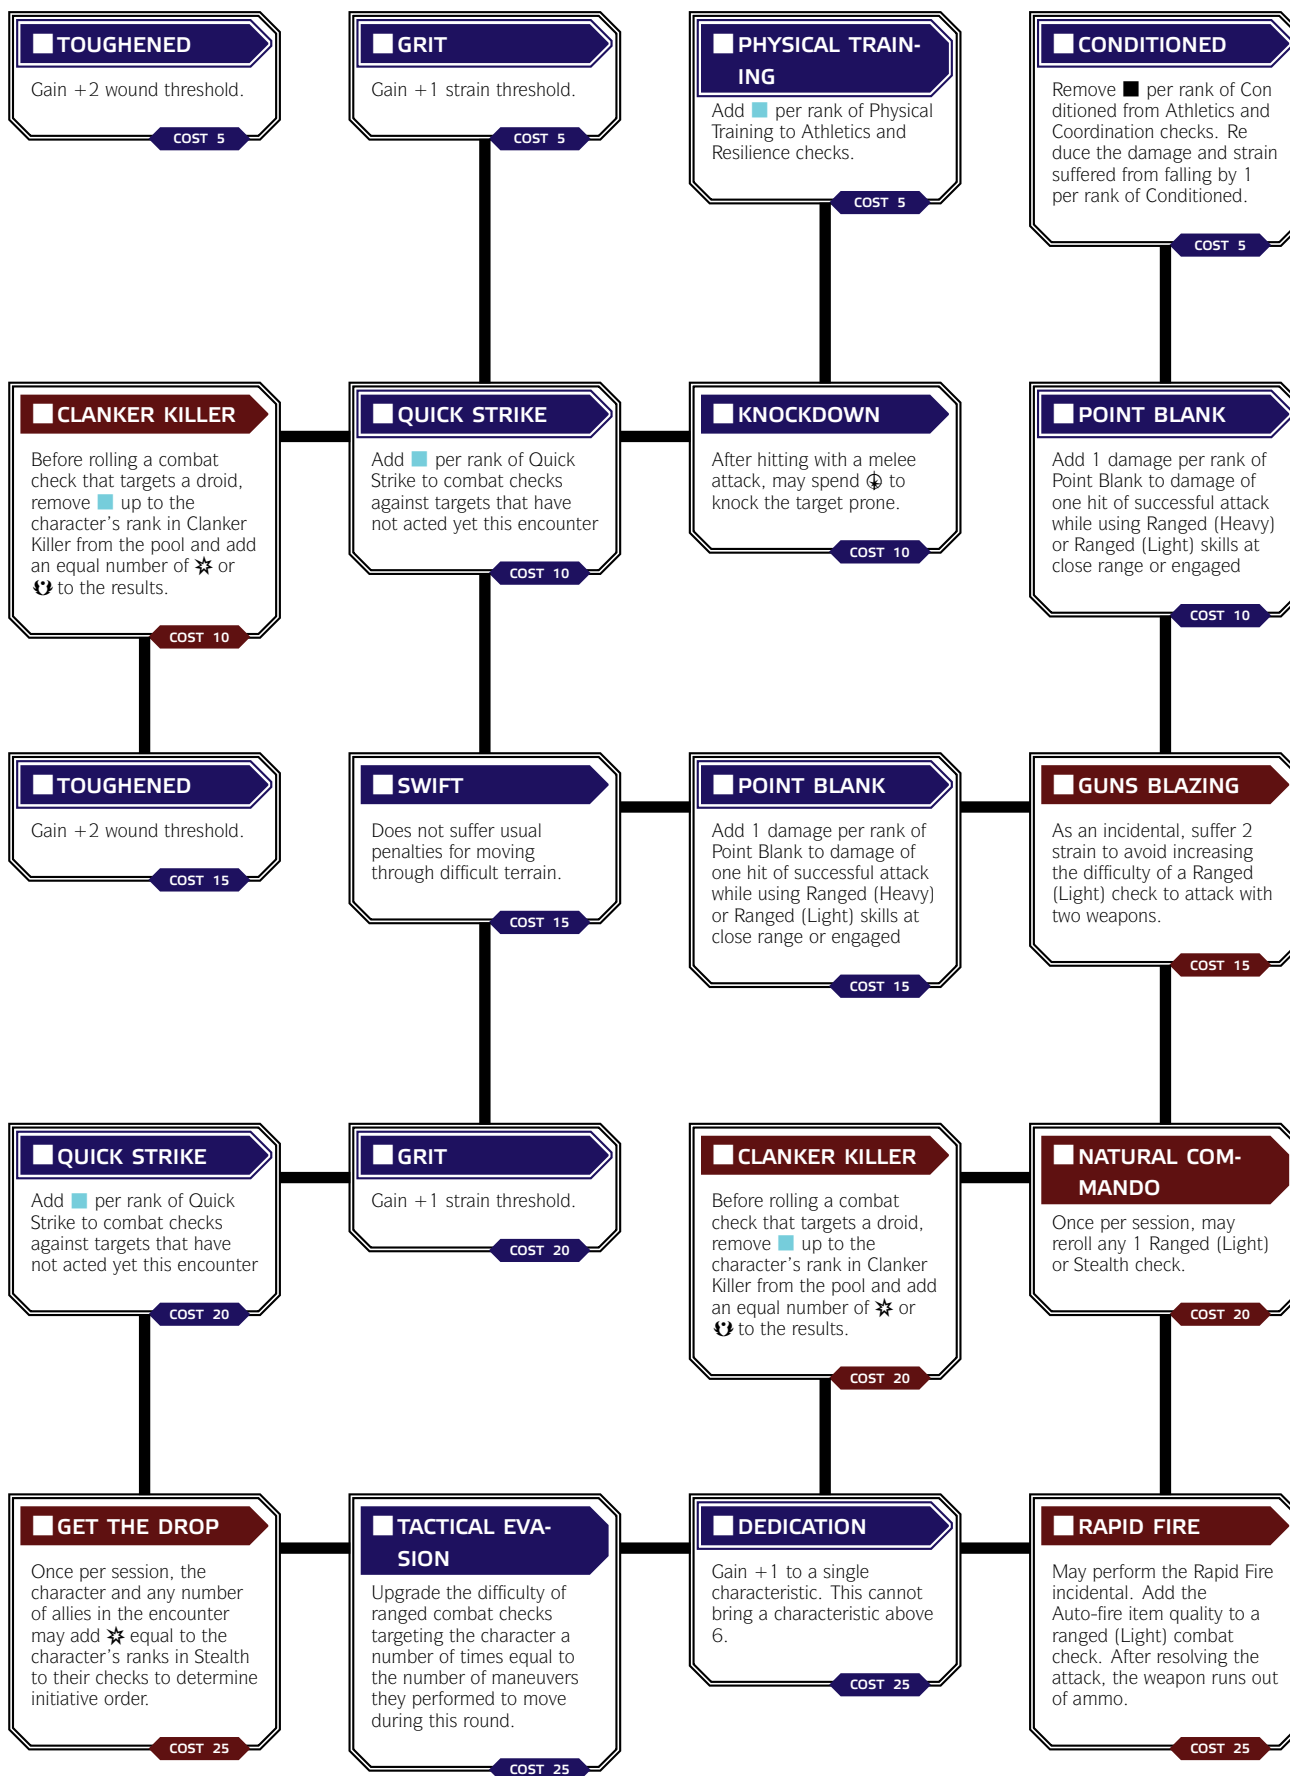 TOUGHENED
Gain +2 wound threshold.
COST 5
GRIT
Gain +1 strain threshold.
COST 5
PHYSICAL TRAIN-
ING
Add per rank of Physical
Training to Athletics and
Resilience checks.
COST 5
CONDITIONED
Remove per rank of Con
ditioned from Athletics and
Coordination checks. Re
duce the damage and strain
suffered from falling by 1
per rank of Conditioned.
COST 5
CLANKER KILLER
Before rolling a combat
check that targets a droid,
remove up to the
character's rank in Clanker
Killer from the pool and add
an equal number of or
to the results.
COST 10
QUICK STRIKE
Add per rank of Quick
Strike to combat checks
against targets that have
not acted yet this encounter
COST 10
KNOCKDOWN
After hitting with a melee
attack, may spend to
knock the target prone.
COST 10
POINT BLANK
Add 1 damage per rank of
Point Blank to damage of
one hit of successful attack
while using Ranged (Heavy)
or Ranged (Light) skills at
close range or engaged
COST 10
TOUGHENED
Gain +2 wound threshold.
COST 15
SWIFT
Does not suffer usual
penalties for moving
through difficult terrain.
COST 15
POINT BLANK
Add 1 damage per rank of
Point Blank to damage of
one hit of successful attack
while using Ranged (Heavy)
or Ranged (Light) skills at
close range or engaged
COST 15
GUNS BLAZING
As an incidental, suffer 2
strain to avoid increasing
the difficulty of a Ranged
(Light) check to attack with
two weapons.
COST 15
QUICK STRIKE
Add per rank of Quick
Strike to combat checks
against targets that have
not acted yet this encounter
COST 20
GRIT
Gain +1 strain threshold.
COST 20
CLANKER KILLER
Before rolling a combat
check that targets a droid,
remove up to the
character's rank in Clanker
Killer from the pool and add
an equal number of or
to the results.
COST 20
NATURAL COM-
MANDO
Once per session, may
reroll any 1 Ranged (Light)
or Stealth check.
COST 20
GET THE DROP
Once per session, the
character and any number
of allies in the encounter
may add equal to the
character's ranks in Stealth
to their checks to determine
initiative order.
COST 25
TACTICAL EVA-
SION
Upgrade the difficulty of
ranged combat checks
targeting the character a
number of times equal to
the number of maneuvers
they performed to move
during this round.
COST 25
DEDICATION
Gain +1 to a single
characteristic. This cannot
bring a characteristic above
6.
COST 25
RAPID FIRE
May perform the Rapid Fire
incidental. Add the
Auto-fire item quality to a
ranged (Light) combat
check. After resolving the
attack, the weapon runs out
of ammo.
COST 25